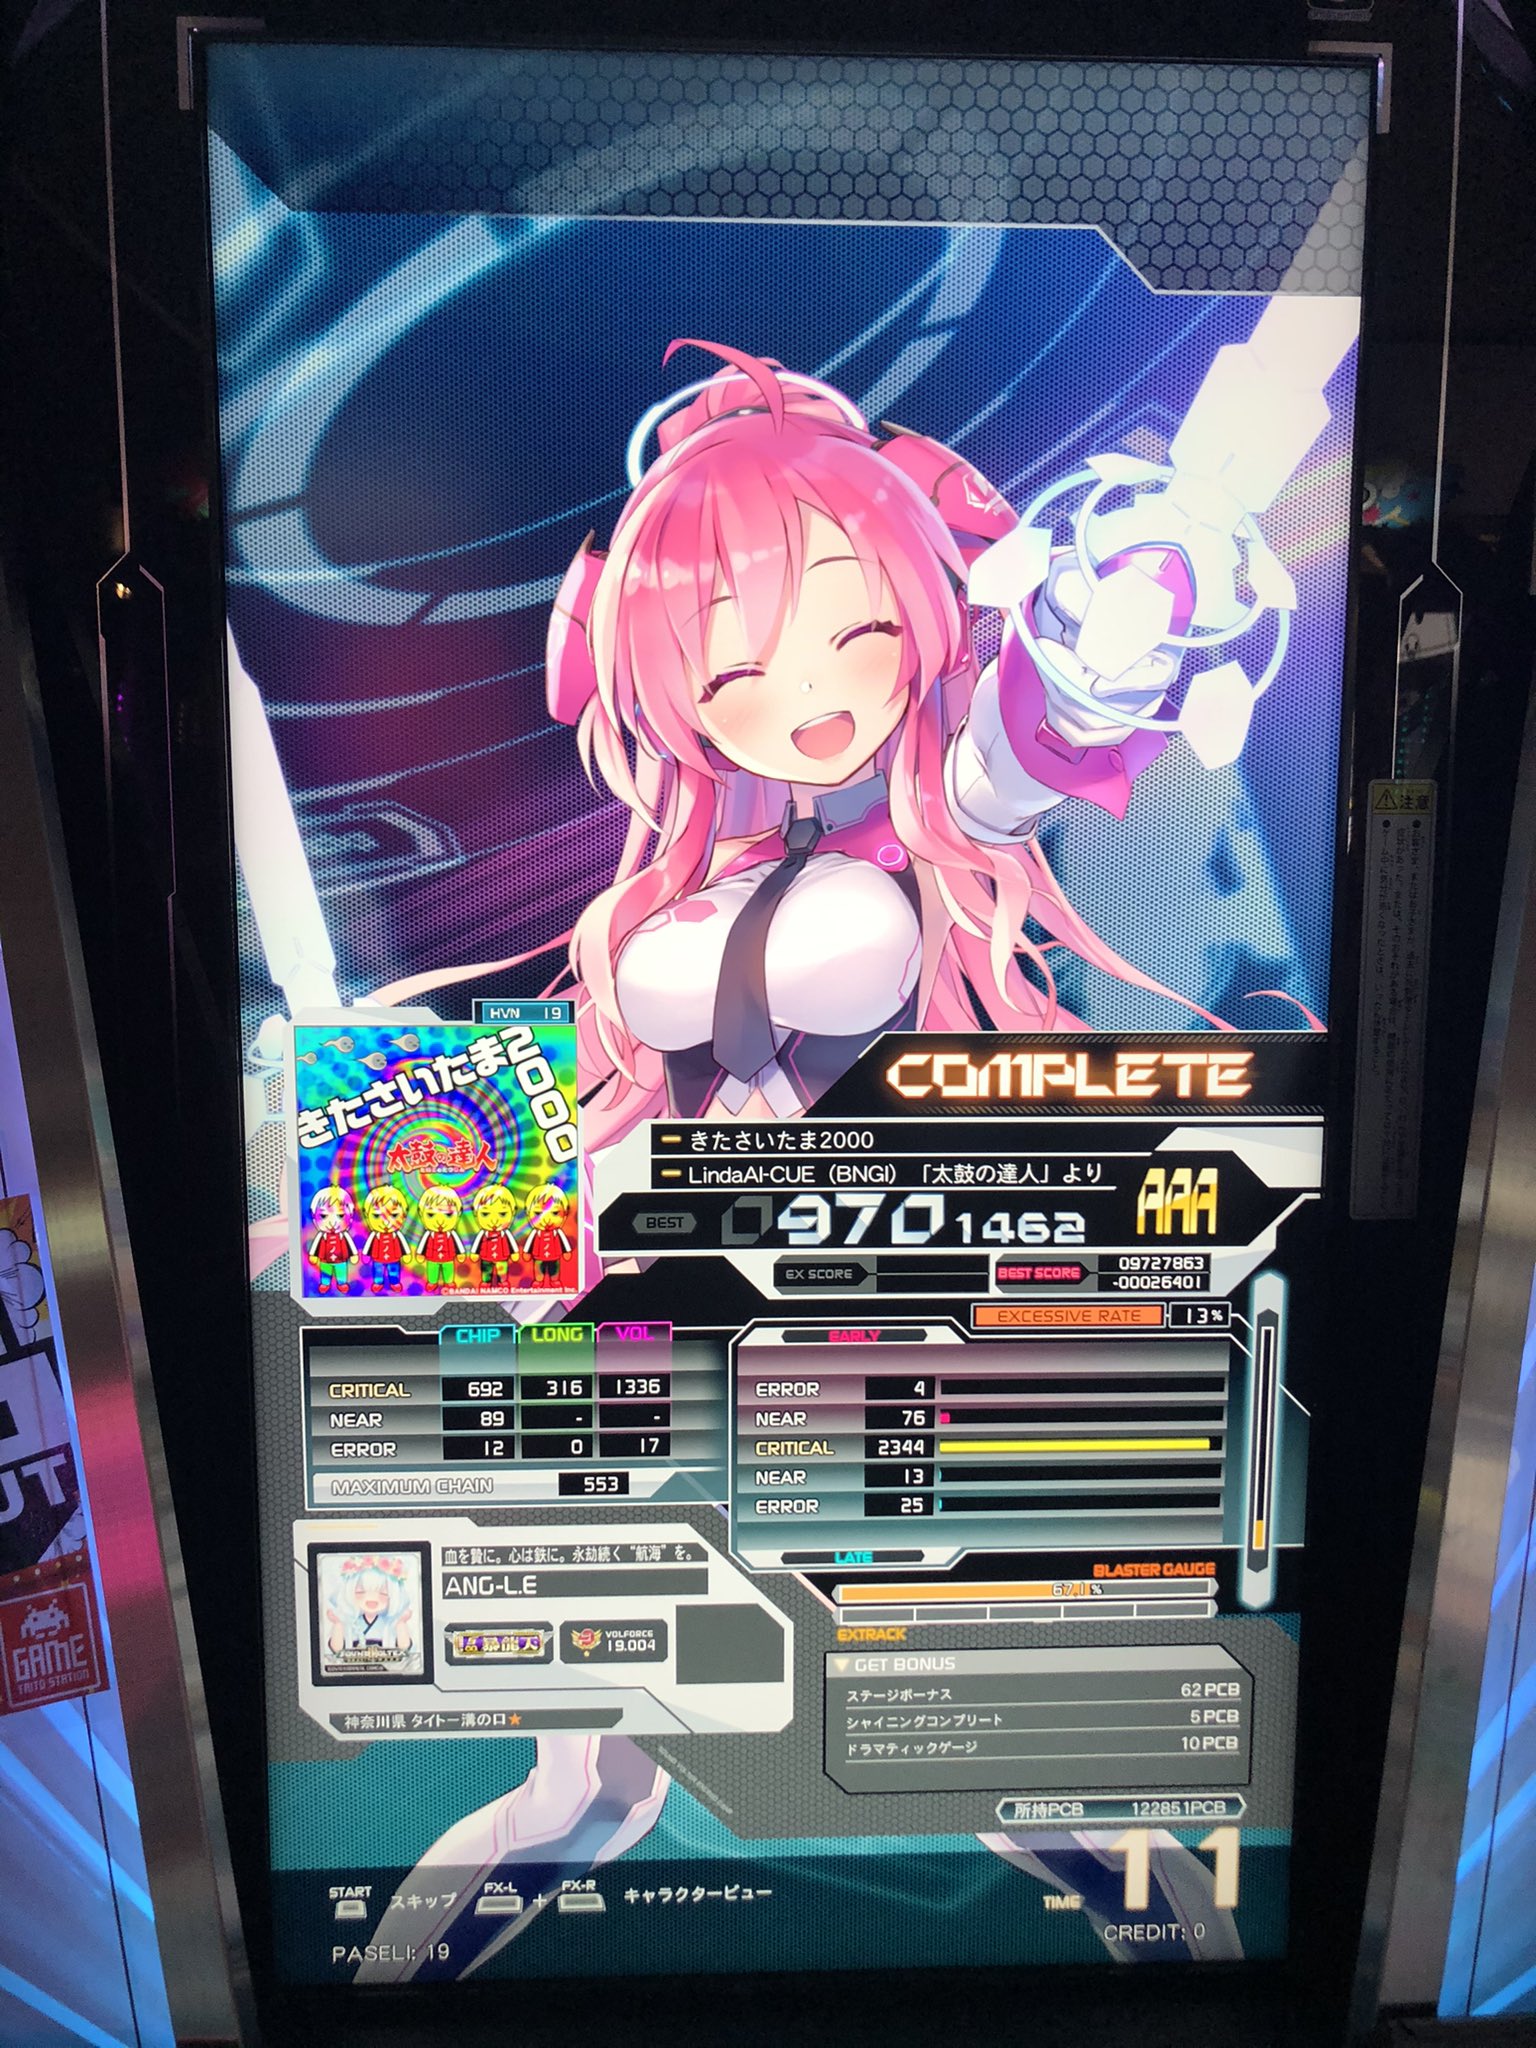 注意
HVN 19
きたさいたま2000
太鼓の達人
©BANDAI NAMCO Entertainment Inc.
COMPLETE
きたさいたま2000
LindaAI-CUE（BNGI）「太鼓の達人」より
BEST 09701462 AAA
EX SCORE
BEST SCORE 09727863
-00026401
EXCESSIVE RATE 13%
CHIP LONG VOL
CRITICAL 692 316 1336
NEAR 89 - -
ERROR 12 0 17
MAXIMUM CHAIN 553
EARLY
ERROR 4
NEAR 76
CRITICAL 2344
NEAR 13
ERROR 25
LATE
血を贄に。心は鉄に。永劫続く“航海”を。
ANG-L.E
VOLFORCE
19.004
神奈川県 タイトー溝の口★
BLASTER GAUGE
67.1 %
EXTRACK
GET BONUS
ステージボーナス 62PCB
シャイニングコンプリート 5PCB
ドラマティックゲージ 10PCB
所持PCB 122851PCB
START スキップ FX-L + FX-R キャラクタービュー
TIME 11
PASELI: 19
CREDIT: 0
GAME
TAITO STATION